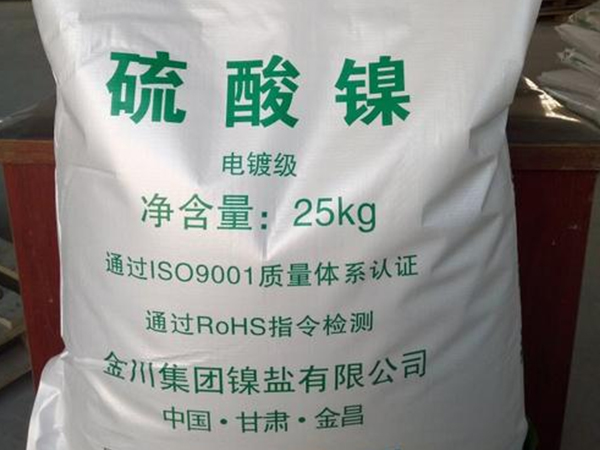 硫酸镍
电镀级
净含量：25kg
通过ISO9001质量体系认证
通过RoHS指令检测
金川集团镍盐有限公司
中国·甘肃·金昌